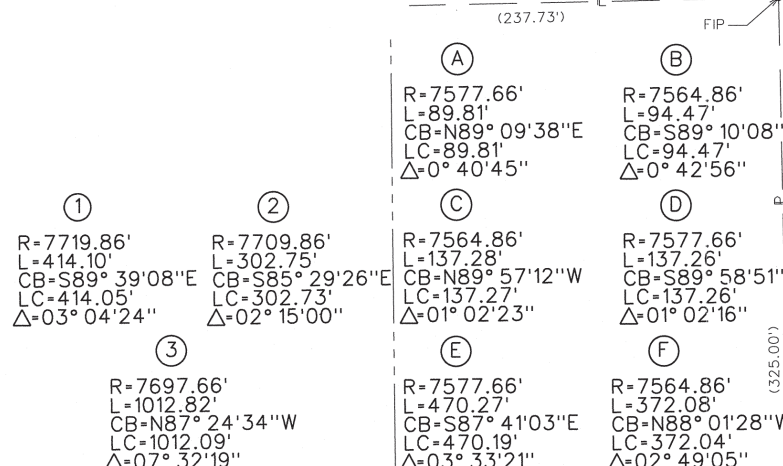 (237.73')
FIP
A
R=7577.66'
L=89.81'
CB=N89°09'38"E
LC=89.81'
△=0°40'45"
B
R=7564.86'
L=94.47'
CB=S89°10'08"
LC=94.47'
△=0°42'56"
1
R=7719.86'
L=414.10'
CB=S89°39'08"E
LC=414.05'
△=03°04'24"
2
R=7709.86'
L=302.75'
CB=S85°29'26"E
LC=302.73'
△=02°15'00"
C
R=7564.86'
L=137.28'
CB=N89°57'12"W
LC=137.27'
△=01°02'23"
D
R=7577.66'
L=137.26'
CB=S89°58'51"
LC=137.26'
△=01°02'16"
(325.00')
3
R=7697.66'
L=1012.82'
CB=N87°24'34"W
LC=1012.09'
△=07°32'19"
E
R=7577.66'
L=470.27'
CB=S87°41'03"E
LC=470.19'
△=03°33'21"
F
R=7564.86'
L=372.08'
CB=N88°01'28"W
LC=372.04'
△=02°49'05"